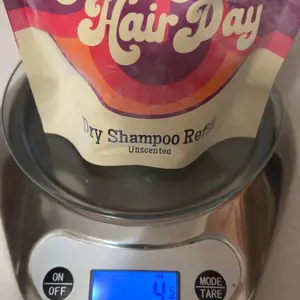 Hair Day
Dry Shampoo Refill
Unscented
ON
OFF
MODE
TARE